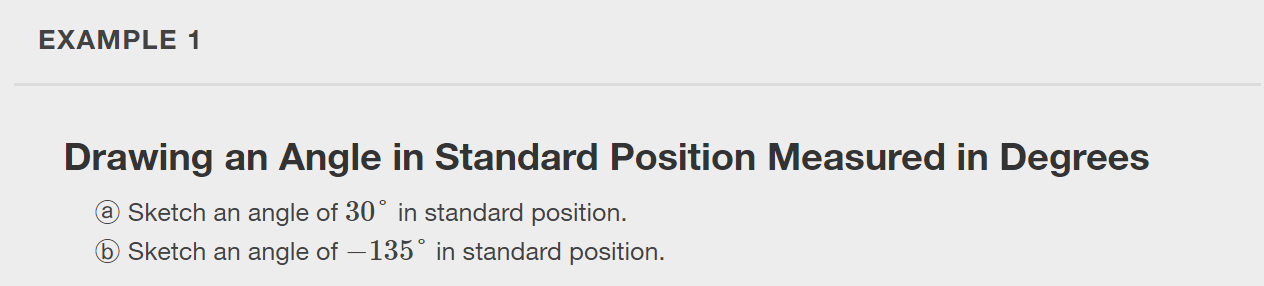 EXAMPLE 1
Drawing an Angle in Standard Position Measured in Degrees
ⓐ Sketch an angle of 30° in standard position.
ⓑ Sketch an angle of −135° in standard position.